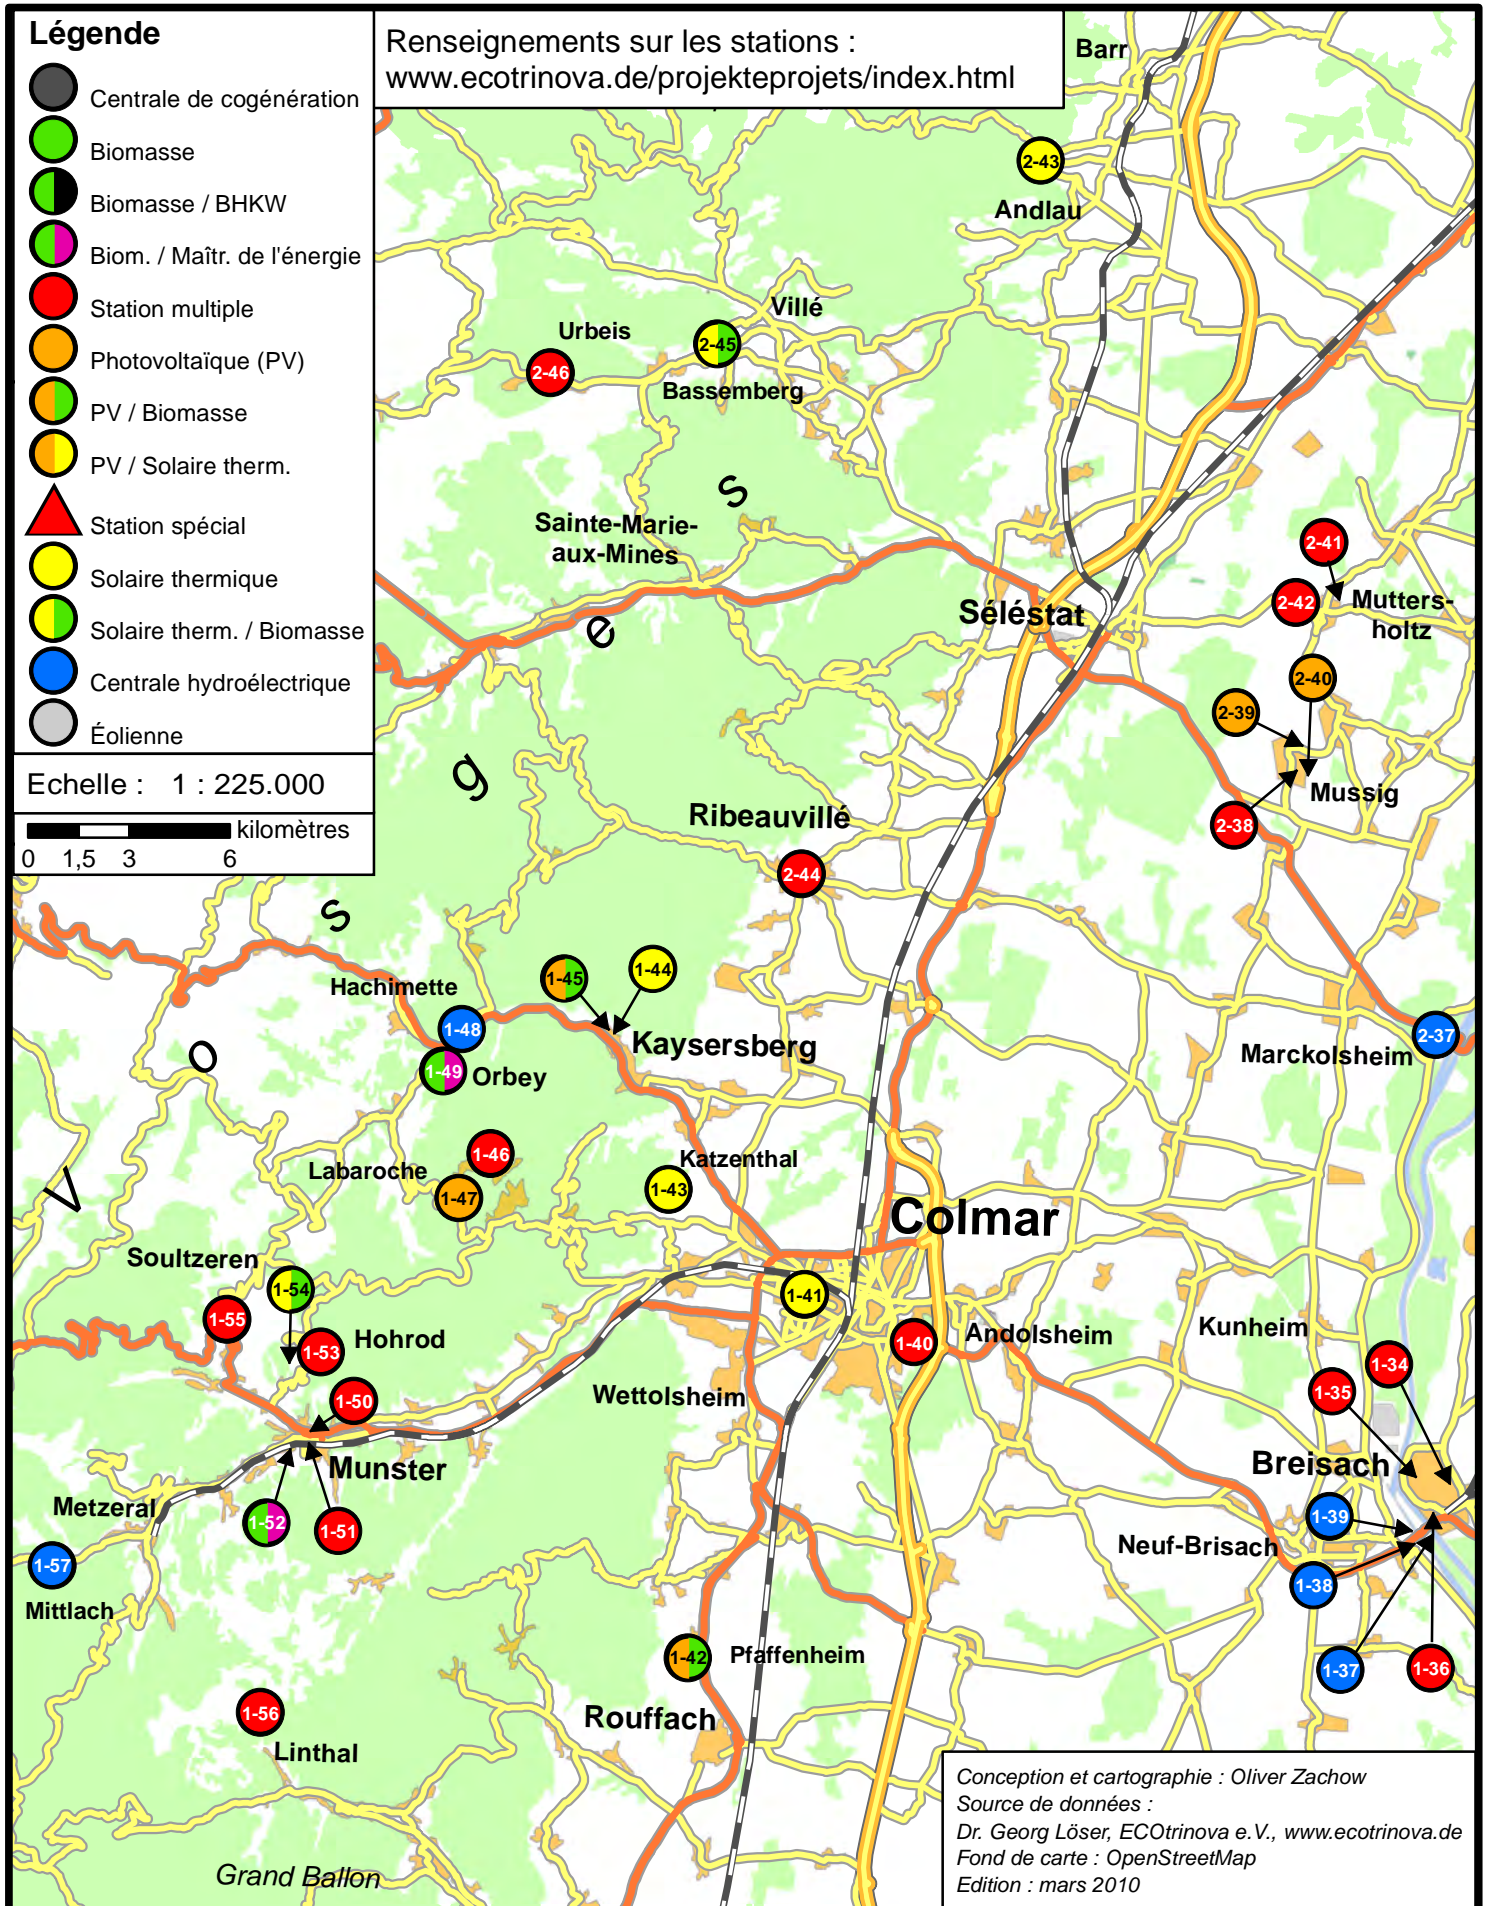 Légende
Centrale de cogénération
Biomasse
Biomasse / BHKW
Biom. / Maîtr. de l'énergie
Station multiple
Photovoltaïque (PV)
PV / Biomasse
PV / Solaire therm.
Station spécial
Solaire thermique
Solaire therm. / Biomasse
Centrale hydroélectrique
Éolienne
Echelle : 1 : 225.000
kilomètres
0 1,5 3 6
Renseignements sur les stations :
www.ecotrinova.de/projekteprojets/index.html
Barr
2-43
Andlau
Villé
Urbeis
2-45
2-46
Bassemberg
s
Sainte-Marie-
aux-Mines
2-41
2-42
Mutters-
holtz
Séléstat
e
2-40
2-39
g
Mussig
Ribeauvillé
2-38
2-44
s
1-45
1-44
Hachimette
1-48
Kaysersberg
2-37
Marckolsheim
o
1-49
Orbey
1-46
Katzenthal
Labaroche
1-47
1-43
V
Colmar
Soultzeren
1-54
1-41
1-55
Hohrod
1-53
1-40
Andolsheim
Kunheim
1-34
1-35
Wettolsheim
1-50
Munster
Breisach
Metzeral
1-52
1-51
1-39
Neuf-Brisach
1-57
1-38
Mittlach
1-42
Pfaffenheim
1-37
1-36
1-56
Rouffach
Linthal
Grand Ballon
Conception et cartographie : Oliver Zachow
Source de données :
Dr. Georg Löser, ECOtrinova e.V., www.ecotrinova.de
Fond de carte : OpenStreetMap
Edition : mars 2010